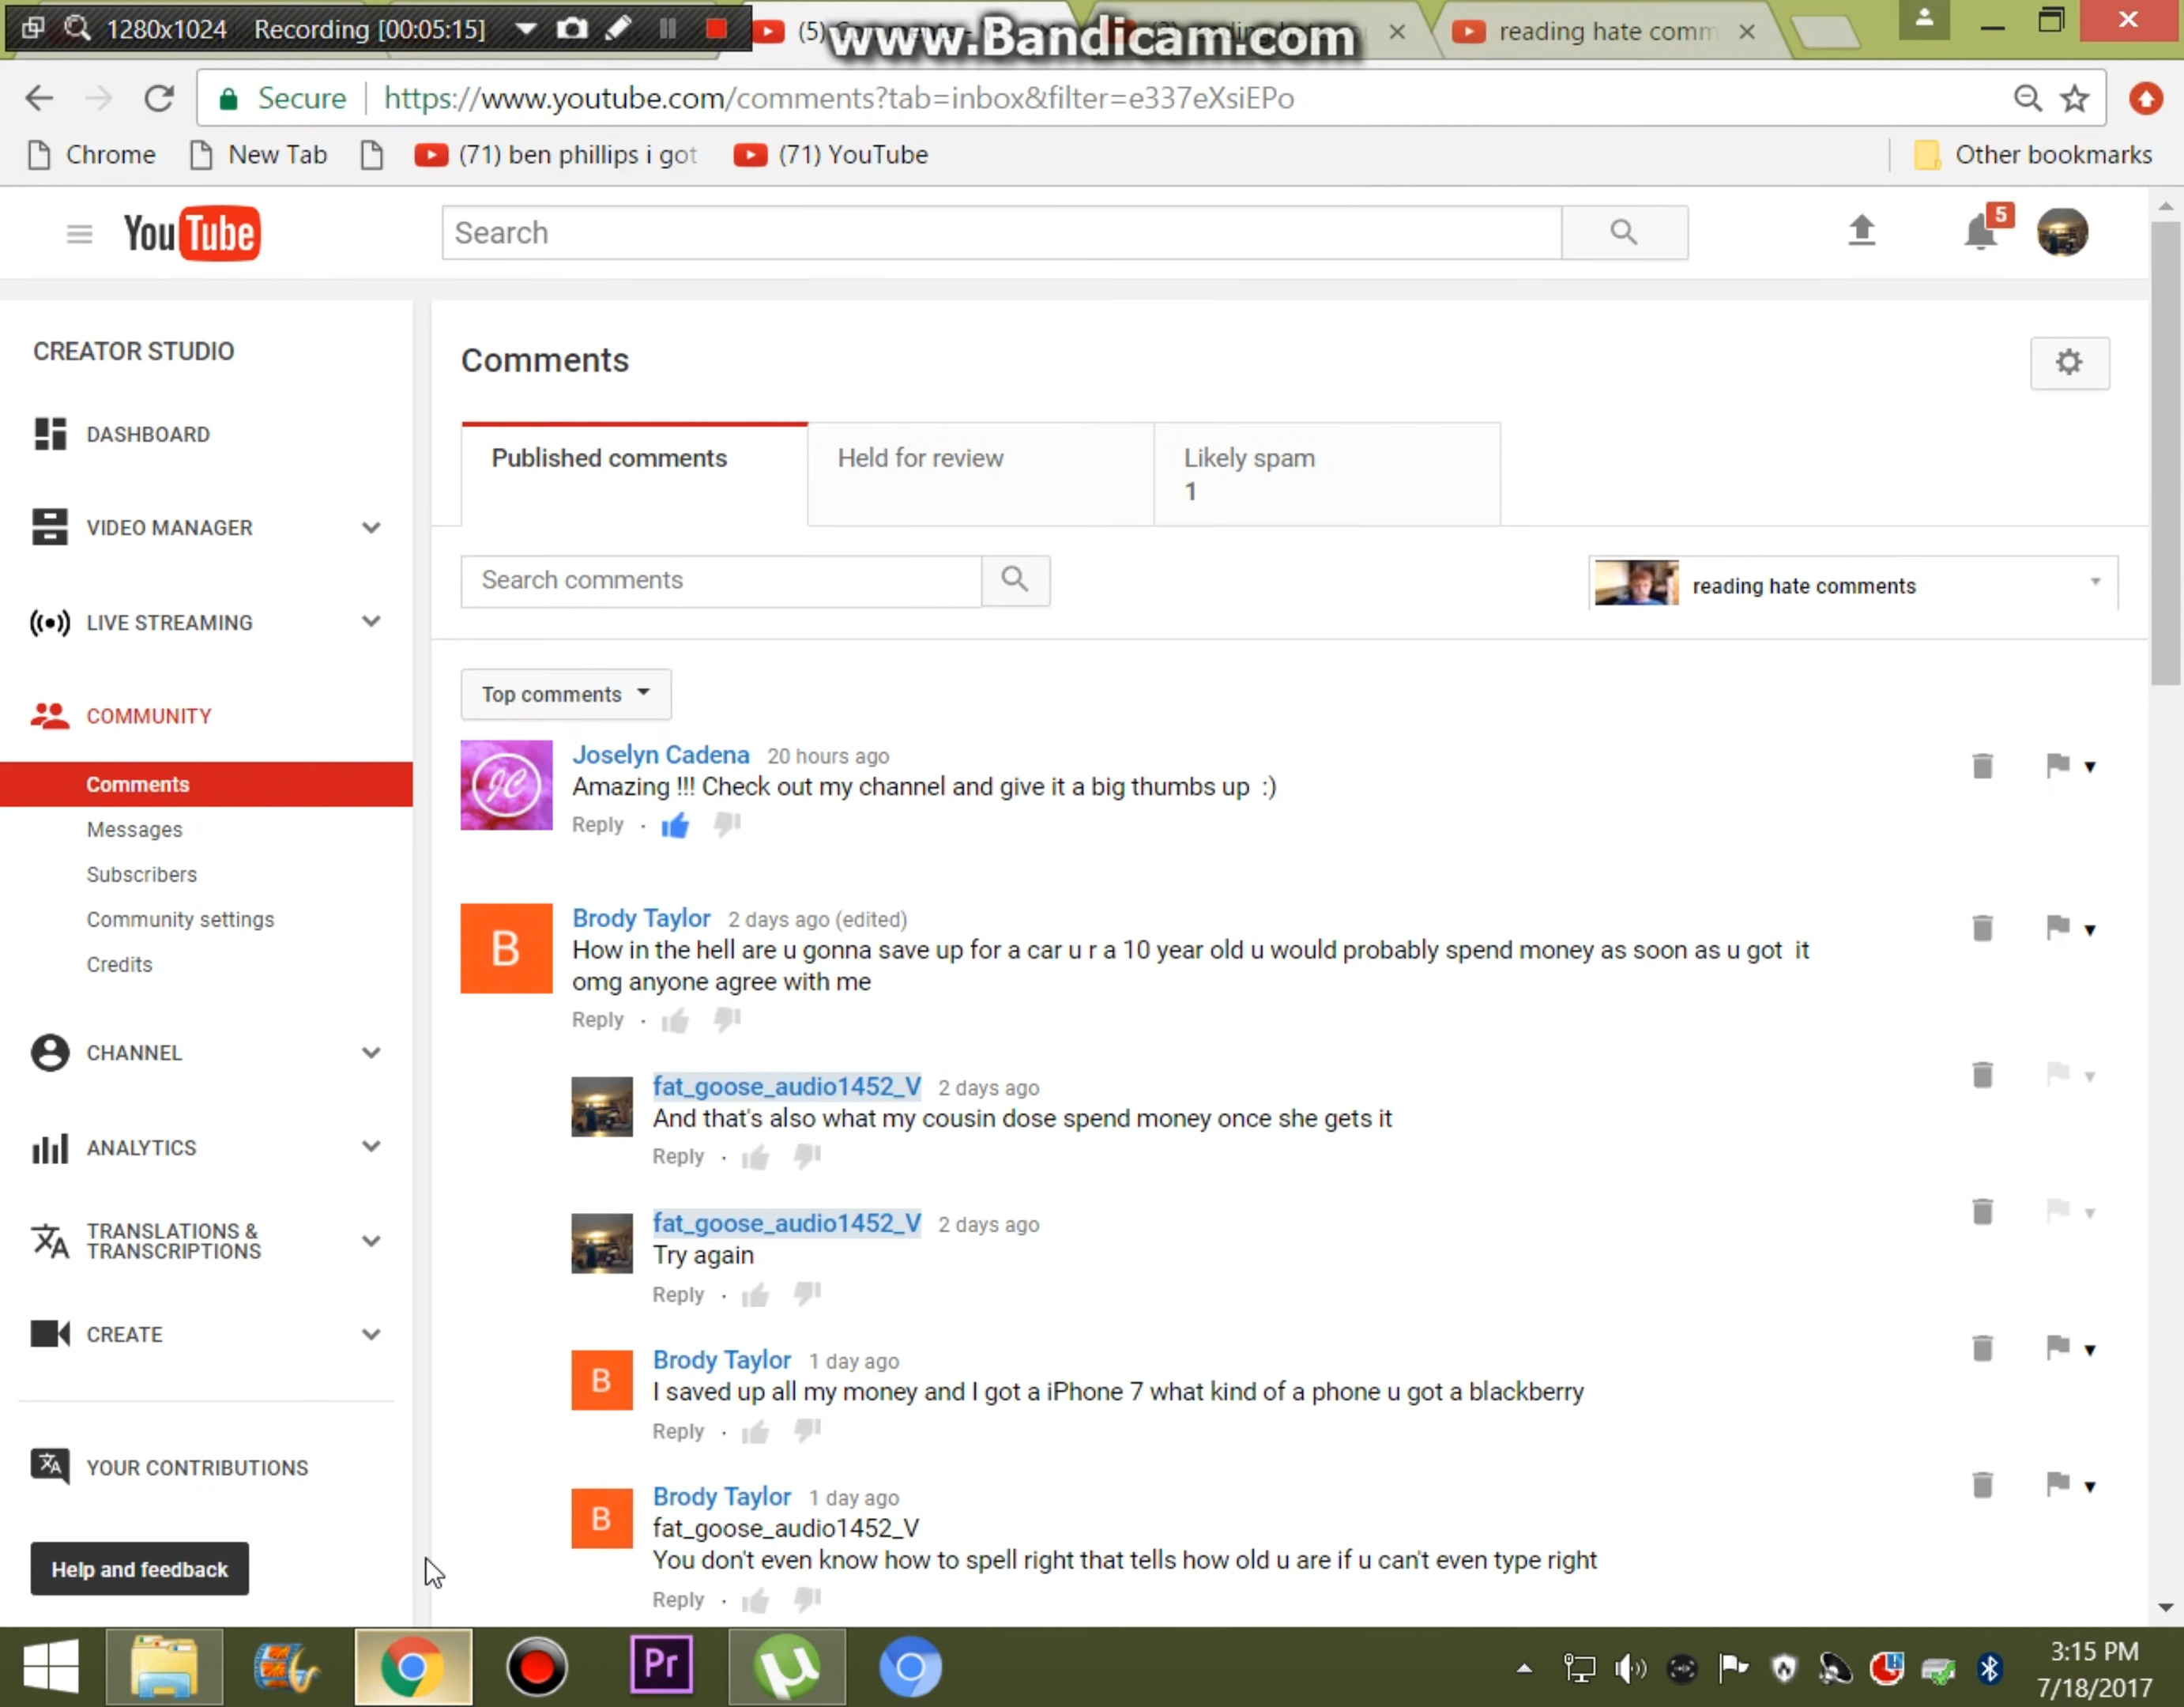 1280x1024 Recording [00:05:15]
www.Bandicam.com
(5) Comments
reading hate comm
Secure https://www.youtube.com/comments?tab=inbox&filter=e337eXsiEPo
Chrome New Tab (71) ben phillips i got (71) YouTube Other bookmarks
YouTube
Search
5
CREATOR STUDIO
DASHBOARD
VIDEO MANAGER
LIVE STREAMING
COMMUNITY
Comments
Messages
Subscribers
Community settings
Credits
CHANNEL
ANALYTICS
TRANSLATIONS &
TRANSCRIPTIONS
CREATE
YOUR CONTRIBUTIONS
Help and feedback
Comments
Published comments
Held for review
Likely spam
1
Search comments
reading hate comments
Top comments
JC
Joselyn Cadena 20 hours ago
Amazing !!! Check out my channel and give it a big thumbs up :)
Reply ·
B
Brody Taylor 2 days ago (edited)
How in the hell are u gonna save up for a car u r a 10 year old u would probably spend money as soon as u got it
omg anyone agree with me
Reply ·
fat_goose_audio1452_V 2 days ago
And that's also what my cousin dose spend money once she gets it
Reply ·
fat_goose_audio1452_V 2 days ago
Try again
Reply ·
B
Brody Taylor 1 day ago
I saved up all my money and I got a iPhone 7 what kind of a phone u got a blackberry
Reply ·
B
Brody Taylor 1 day ago
fat_goose_audio1452_V
You don't even know how to spell right that tells how old u are if u can't even type right
Reply ·
Pr
µ
3:15 PM
7/18/2017